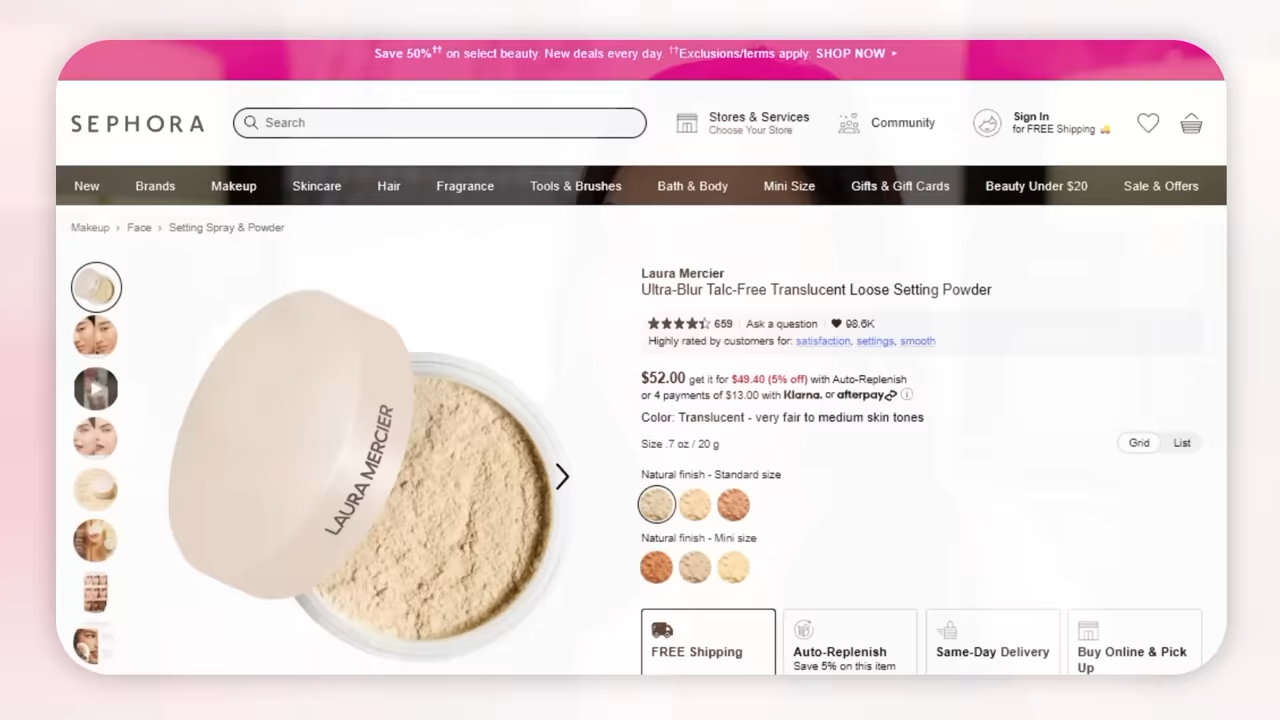 Save 50%†† on select beauty. New deals every day. ††Exclusions/terms apply. SHOP NOW ▸
SEPHORA
Search
Stores & Services
Choose Your Store
Community
Sign In
for FREE Shipping 🚚
New Brands Makeup Skincare Hair Fragrance Tools & Brushes Bath & Body Mini Size Gifts & Gift Cards Beauty Under $20 Sale & Offers
Makeup › Face › Setting Spray & Powder
LAURA MERCIER
Laura Mercier
Ultra-Blur Talc-Free Translucent Loose Setting Powder
659 Ask a question 98.6K
Highly rated by customers for: satisfaction, settings, smooth
$52.00 get it for $49.40 (5% off) with Auto-Replenish
or 4 payments of $13.00 with Klarna. or afterpay
Color: Translucent - very fair to medium skin tones
Size .7 oz / 20 g
Grid List
Natural finish - Standard size
Natural finish - Mini size
FREE Shipping
Auto-Replenish
Save 5% on this item
Same-Day Delivery
Buy Online & Pick
Up